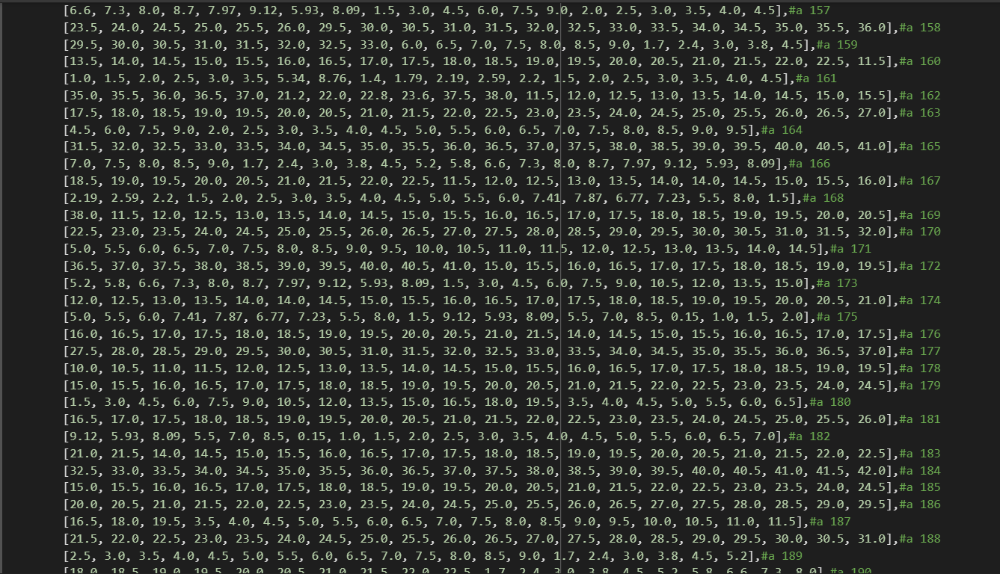 [6.6, 7.3, 8.0, 8.7, 7.97, 9.12, 5.93, 8.09, 1.5, 3.0, 4.5, 6.0, 7.5, 9.0, 2.0, 2.5, 3.0, 3.5, 4.0, 4.5],#a 157
[23.5, 24.0, 24.5, 25.0, 25.5, 26.0, 29.5, 30.0, 30.5, 31.0, 31.5, 32.0, 32.5, 33.0, 33.5, 34.0, 34.5, 35.0, 35.5, 36.0],#a 158
[29.5, 30.0, 30.5, 31.0, 31.5, 32.0, 32.5, 33.0, 6.0, 6.5, 7.0, 7.5, 8.0, 8.5, 9.0, 1.7, 2.4, 3.0, 3.8, 4.5],#a 159
[13.5, 14.0, 14.5, 15.0, 15.5, 16.0, 16.5, 17.0, 17.5, 18.0, 18.5, 19.0, 19.5, 20.0, 20.5, 21.0, 21.5, 22.0, 22.5, 11.5],#a 160
[1.0, 1.5, 2.0, 2.5, 3.0, 3.5, 5.34, 8.76, 1.4, 1.79, 2.19, 2.59, 2.2, 1.5, 2.0, 2.5, 3.0, 3.5, 4.0, 4.5],#a 161
[35.0, 35.5, 36.0, 36.5, 37.0, 21.2, 22.0, 22.8, 23.6, 37.5, 38.0, 11.5, 12.0, 12.5, 13.0, 13.5, 14.0, 14.5, 15.0, 15.5],#a 162
[17.5, 18.0, 18.5, 19.0, 19.5, 20.0, 20.5, 21.0, 21.5, 22.0, 22.5, 23.0, 23.5, 24.0, 24.5, 25.0, 25.5, 26.0, 26.5, 27.0],#a 163
[4.5, 6.0, 7.5, 9.0, 2.0, 2.5, 3.0, 3.5, 4.0, 4.5, 5.0, 5.5, 6.0, 6.5, 7.0, 7.5, 8.0, 8.5, 9.0, 9.5],#a 164
[31.5, 32.0, 32.5, 33.0, 33.5, 34.0, 34.5, 35.0, 35.5, 36.0, 36.5, 37.0, 37.5, 38.0, 38.5, 39.0, 39.5, 40.0, 40.5, 41.0],#a 165
[7.0, 7.5, 8.0, 8.5, 9.0, 1.7, 2.4, 3.0, 3.8, 4.5, 5.2, 5.8, 6.6, 7.3, 8.0, 8.7, 7.97, 9.12, 5.93, 8.09],#a 166
[18.5, 19.0, 19.5, 20.0, 20.5, 21.0, 21.5, 22.0, 22.5, 11.5, 12.0, 12.5, 13.0, 13.5, 14.0, 14.0, 14.5, 15.0, 15.5, 16.0],#a 167
[2.19, 2.59, 2.2, 1.5, 2.0, 2.5, 3.0, 3.5, 4.0, 4.5, 5.0, 5.5, 6.0, 7.41, 7.87, 6.77, 7.23, 5.5, 8.0, 1.5],#a 168
[38.0, 11.5, 12.0, 12.5, 13.0, 13.5, 14.0, 14.5, 15.0, 15.5, 16.0, 16.5, 17.0, 17.5, 18.0, 18.5, 19.0, 19.5, 20.0, 20.5],#a 169
[22.5, 23.0, 23.5, 24.0, 24.5, 25.0, 25.5, 26.0, 26.5, 27.0, 27.5, 28.0, 28.5, 29.0, 29.5, 30.0, 30.5, 31.0, 31.5, 32.0],#a 170
[5.0, 5.5, 6.0, 6.5, 7.0, 7.5, 8.0, 8.5, 9.0, 9.5, 10.0, 10.5, 11.0, 11.5, 12.0, 12.5, 13.0, 13.5, 14.0, 14.5],#a 171
[36.5, 37.0, 37.5, 38.0, 38.5, 39.0, 39.5, 40.0, 40.5, 41.0, 15.0, 15.5, 16.0, 16.5, 17.0, 17.5, 18.0, 18.5, 19.0, 19.5],#a 172
[5.2, 5.8, 6.6, 7.3, 8.0, 8.7, 7.97, 9.12, 5.93, 8.09, 1.5, 3.0, 4.5, 6.0, 7.5, 9.0, 10.5, 12.0, 13.5, 15.0],#a 173
[12.0, 12.5, 13.0, 13.5, 14.0, 14.0, 14.5, 15.0, 15.5, 16.0, 16.5, 17.0, 17.5, 18.0, 18.5, 19.0, 19.5, 20.0, 20.5, 21.0],#a 174
[5.0, 5.5, 6.0, 7.41, 7.87, 6.77, 7.23, 5.5, 8.0, 1.5, 9.12, 5.93, 8.09, 5.5, 7.0, 8.5, 0.15, 1.0, 1.5, 2.0],#a 175
[16.0, 16.5, 17.0, 17.5, 18.0, 18.5, 19.0, 19.5, 20.0, 20.5, 21.0, 21.5, 14.0, 14.5, 15.0, 15.5, 16.0, 16.5, 17.0, 17.5],#a 176
[27.5, 28.0, 28.5, 29.0, 29.5, 30.0, 30.5, 31.0, 31.5, 32.0, 32.5, 33.0, 33.5, 34.0, 34.5, 35.0, 35.5, 36.0, 36.5, 37.0],#a 177
[10.0, 10.5, 11.0, 11.5, 12.0, 12.5, 13.0, 13.5, 14.0, 14.5, 15.0, 15.5, 16.0, 16.5, 17.0, 17.5, 18.0, 18.5, 19.0, 19.5],#a 178
[15.0, 15.5, 16.0, 16.5, 17.0, 17.5, 18.0, 18.5, 19.0, 19.5, 20.0, 20.5, 21.0, 21.5, 22.0, 22.5, 23.0, 23.5, 24.0, 24.5],#a 179
[1.5, 3.0, 4.5, 6.0, 7.5, 9.0, 10.5, 12.0, 13.5, 15.0, 16.5, 18.0, 19.5, 3.5, 4.0, 4.5, 5.0, 5.5, 6.0, 6.5],#a 180
[16.5, 17.0, 17.5, 18.0, 18.5, 19.0, 19.5, 20.0, 20.5, 21.0, 21.5, 22.0, 22.5, 23.0, 23.5, 24.0, 24.5, 25.0, 25.5, 26.0],#a 181
[9.12, 5.93, 8.09, 5.5, 7.0, 8.5, 0.15, 1.0, 1.5, 2.0, 2.5, 3.0, 3.5, 4.0, 4.5, 5.0, 5.5, 6.0, 6.5, 7.0],#a 182
[21.0, 21.5, 14.0, 14.5, 15.0, 15.5, 16.0, 16.5, 17.0, 17.5, 18.0, 18.5, 19.0, 19.5, 20.0, 20.5, 21.0, 21.5, 22.0, 22.5],#a 183
[32.5, 33.0, 33.5, 34.0, 34.5, 35.0, 35.5, 36.0, 36.5, 37.0, 37.5, 38.0, 38.5, 39.0, 39.5, 40.0, 40.5, 41.0, 41.5, 42.0],#a 184
[15.0, 15.5, 16.0, 16.5, 17.0, 17.5, 18.0, 18.5, 19.0, 19.5, 20.0, 20.5, 21.0, 21.5, 22.0, 22.5, 23.0, 23.5, 24.0, 24.5],#a 185
[20.0, 20.5, 21.0, 21.5, 22.0, 22.5, 23.0, 23.5, 24.0, 24.5, 25.0, 25.5, 26.0, 26.5, 27.0, 27.5, 28.0, 28.5, 29.0, 29.5],#a 186
[16.5, 18.0, 19.5, 3.5, 4.0, 4.5, 5.0, 5.5, 6.0, 6.5, 7.0, 7.5, 8.0, 8.5, 9.0, 9.5, 10.0, 10.5, 11.0, 11.5],#a 187
[21.5, 22.0, 22.5, 23.0, 23.5, 24.0, 24.5, 25.0, 25.5, 26.0, 26.5, 27.0, 27.5, 28.0, 28.5, 29.0, 29.5, 30.0, 30.5, 31.0],#a 188
[2.5, 3.0, 3.5, 4.0, 4.5, 5.0, 5.5, 6.0, 6.5, 7.0, 7.5, 8.0, 8.5, 9.0, 1.7, 2.4, 3.0, 3.8, 4.5, 5.2],#a 189
[18.0, 18.5, 19.0, 19.5, 20.0, 20.5, 21.0, 21.5, 22.0, 22.5, 1.7, 2.4, 3.0, 3.8, 4.5, 5.2, 5.8, 6.6, 7.3, 8.0],#a 190